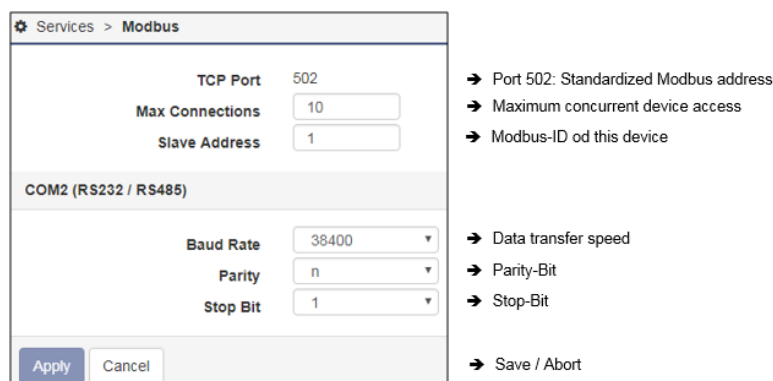 Services > Modbus
TCP Port 502 ➔ Port 502: Standardized Modbus address
Max Connections 10 ➔ Maximum concurrent device access
Slave Address 1 ➔ Modbus-ID od this device
COM2 (RS232 / RS485)
Baud Rate 38400 ➔ Data transfer speed
Parity n ➔ Parity-Bit
Stop Bit 1 ➔ Stop-Bit
Apply Cancel ➔ Save / Abort